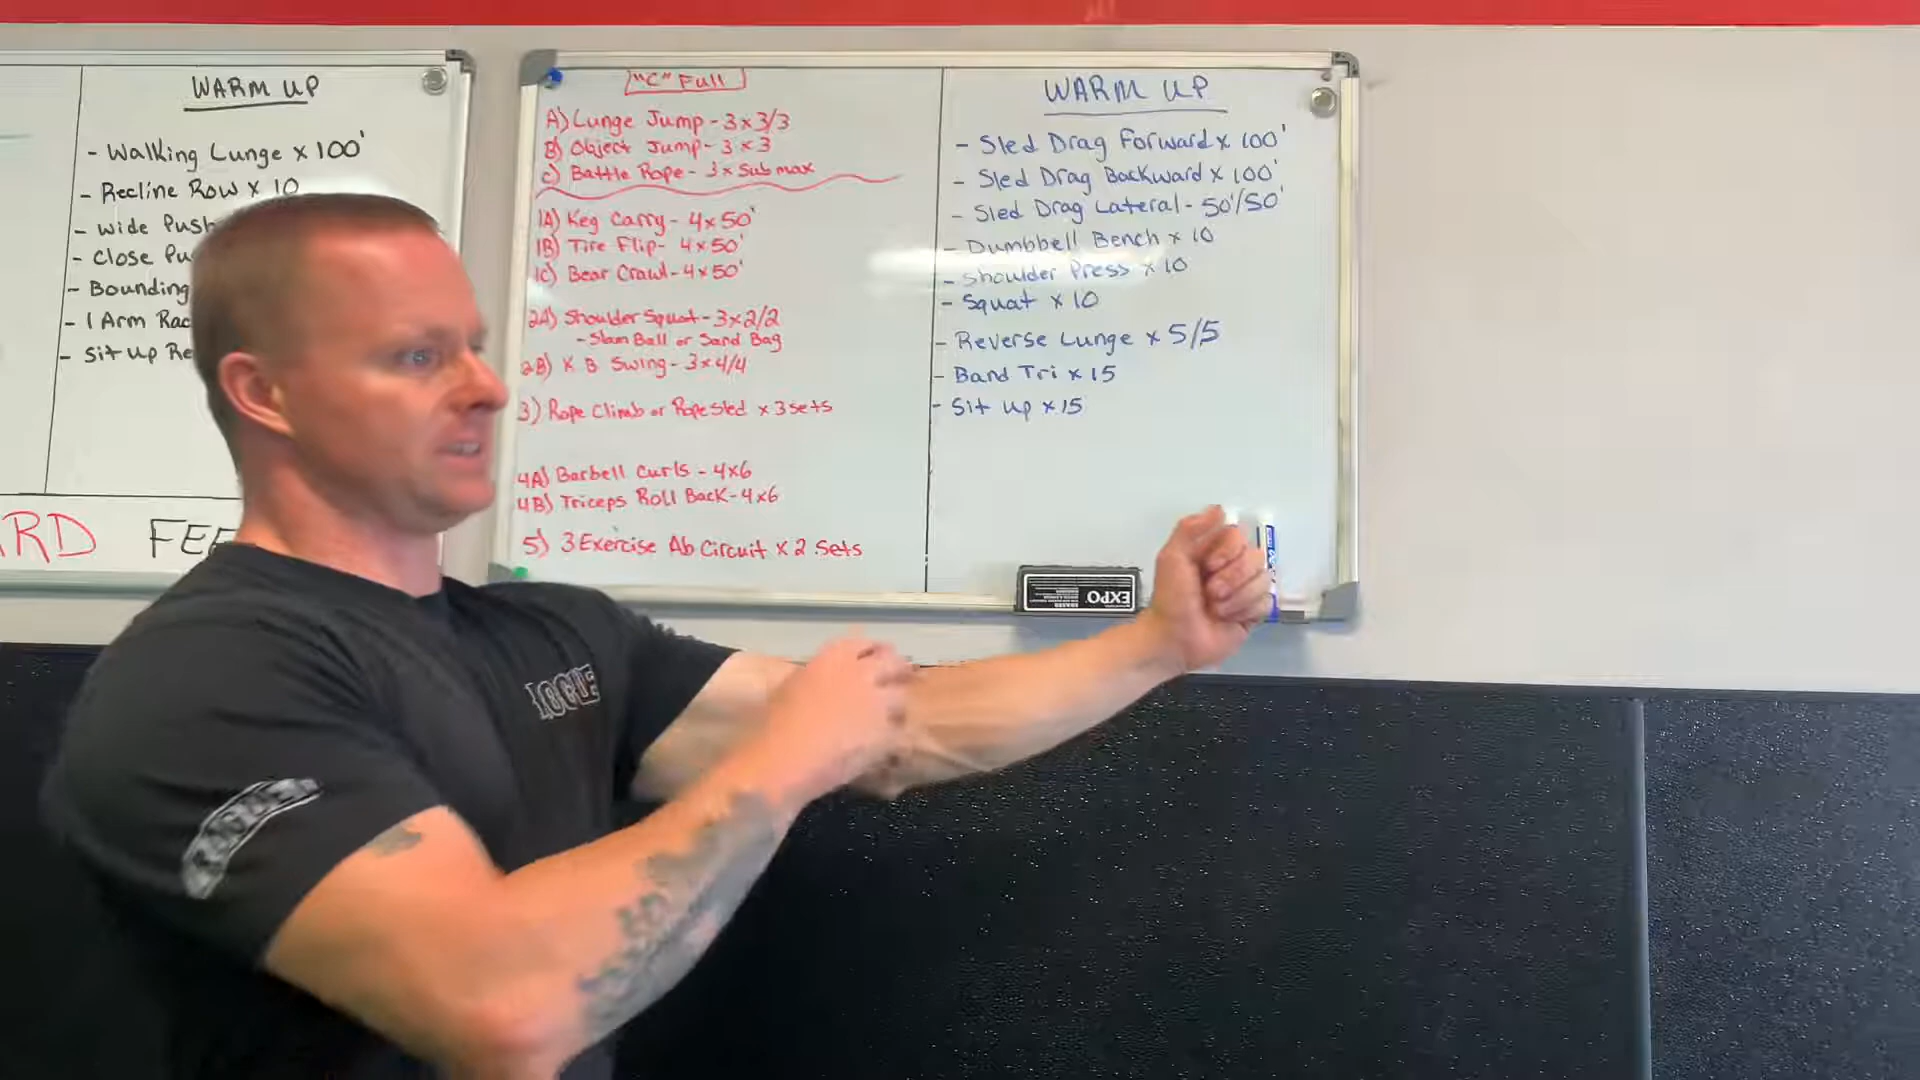 WARM UP
- Walking Lunge x 100'
- Recline Row x 10
- Wide Push
- Close Pu
- Bounding
- 1 Arm Rac
- Sit Up Re
ARD FEE
"C" Full
A) Lunge Jump - 3 x 3/3
B) Object Jump - 3 x 3
C) Battle Rope - 3 x Submax
1A) Keg Carry - 4 x 50'
1B) Tire Flip - 4 x 50'
1C) Bear Crawl - 4 x 50'
2A) Shoulder Squat - 3 x 2/2
- Slam Ball or Sand Bag
2B) K B Swing - 3 x 4/4
3) Rope Climb or Rope Sled x 3 sets
4A) Barbell Curls - 4 x 6
4B) Triceps Roll Back - 4 x 6
5) 3 Exercise Ab Circuit x 2 Sets
WARM UP
- Sled Drag Forward x 100'
- Sled Drag Backward x 100'
- Sled Drag Lateral - 50'/50'
- Dumbbell Bench x 10
- Shoulder Press x 10
- Squat x 10
- Reverse Lunge x 5/5
- Band Tri x 15
- Sit up x 15
EXPO
ROGUE